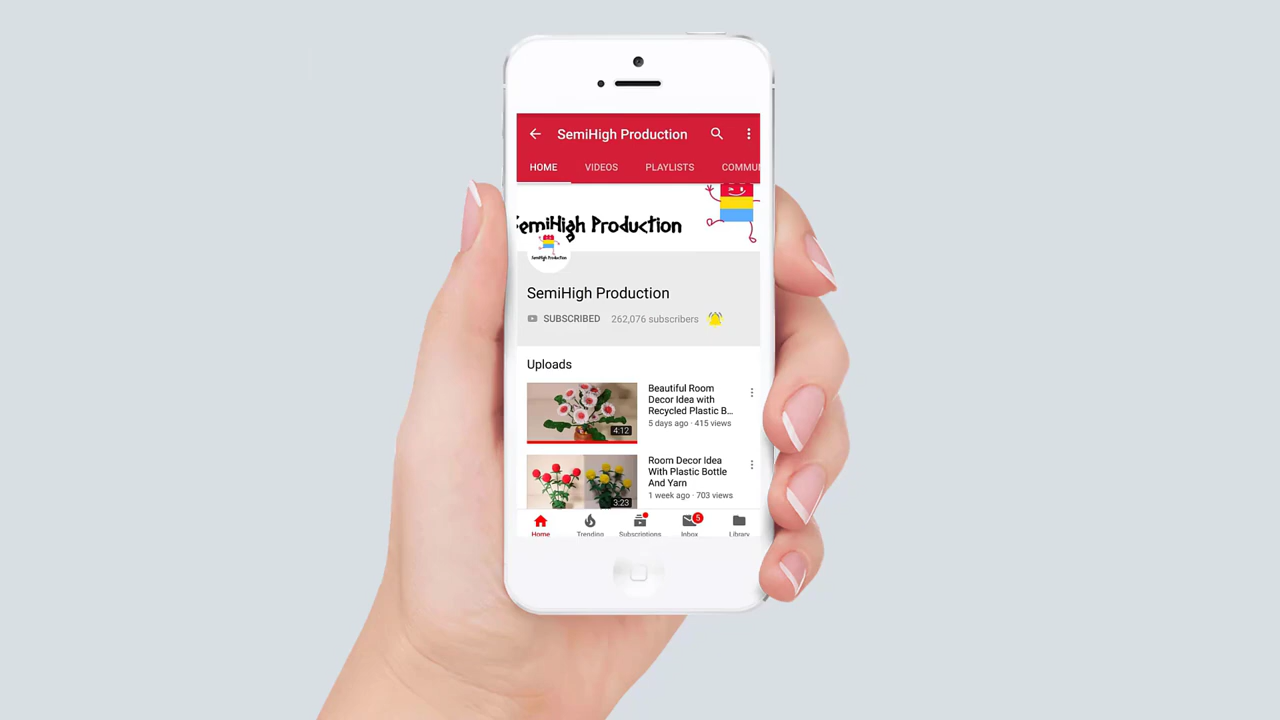 SemiHigh Production
HOME VIDEOS PLAYLISTS COMMU
SemiHigh Production
SemiHigh Production
SemiHigh Production
SUBSCRIBED 262,076 subscribers
Uploads
Beautiful Room
Decor Idea with
Recycled Plastic B...
5 days ago · 415 views
4:12
Room Decor Idea
With Plastic Bottle
And Yarn
1 week ago · 703 views
3:23
5
Home Trending Subscriptions Inbox Library